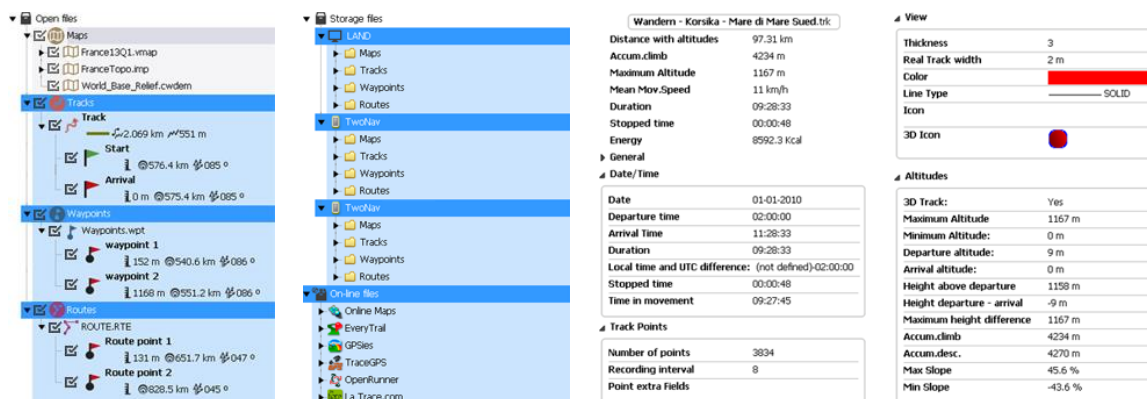 Open files
Maps
France13Q1.vmap
FranceTopo.imp
World_Base_Relief.cwdem
Tracks
Track
2.069 km 551 m
Start
576.4 km 085 º
Arrival
0 m 575.4 km 085 º
Waypoints
Waypoints.wpt
waypoint 1
152 m 540.6 km 086 º
waypoint 2
1168 m 551.2 km 086 º
Routes
ROUTE.RTE
Route point 1
131 m 651.7 km 047 º
Route point 2
828.5 km 045 º
Storage files
LAND
Maps
Tracks
Waypoints
Routes
TwoNav
Maps
Tracks
Waypoints
Routes
TwoNav
Maps
Tracks
Waypoints
Routes
On-line files
Online Maps
EveryTrail
GPSies
TraceGPS
OpenRunner
La Trace.com
Wandern - Korsika - Mare di Mare Sued.trk
Distance with altitudes 97.31 km
Accum.climb 4234 m
Maximum Altitude 1167 m
Mean Mov.Speed 11 km/h
Duration 09:28:33
Stopped time 00:00:48
Energy 8592.3 Kcal
General
Date/Time
Date 01-01-2010
Departure time 02:00:00
Arrival Time 11:28:33
Duration 09:28:33
Local time and UTC difference: (not defined)-02:00:00
Stopped time 00:00:48
Time in movement 09:27:45
Track Points
Number of points 3834
Recording interval 8
Point extra Fields
View
Thickness 3
Real Track width 2 m
Color
Line Type SOLID
Icon
3D Icon
Altitudes
3D Track: Yes
Maximum Altitude 1167 m
Minimum Altitude: 0 m
Departure altitude: 9 m
Arrival altitude: 0 m
Height above departure 1158 m
Height departure - arrival -9 m
Maximum height difference 1167 m
Accum.climb 4234 m
Accum.desc. 4270 m
Max Slope 45.6 %
Min Slope -43.6 %